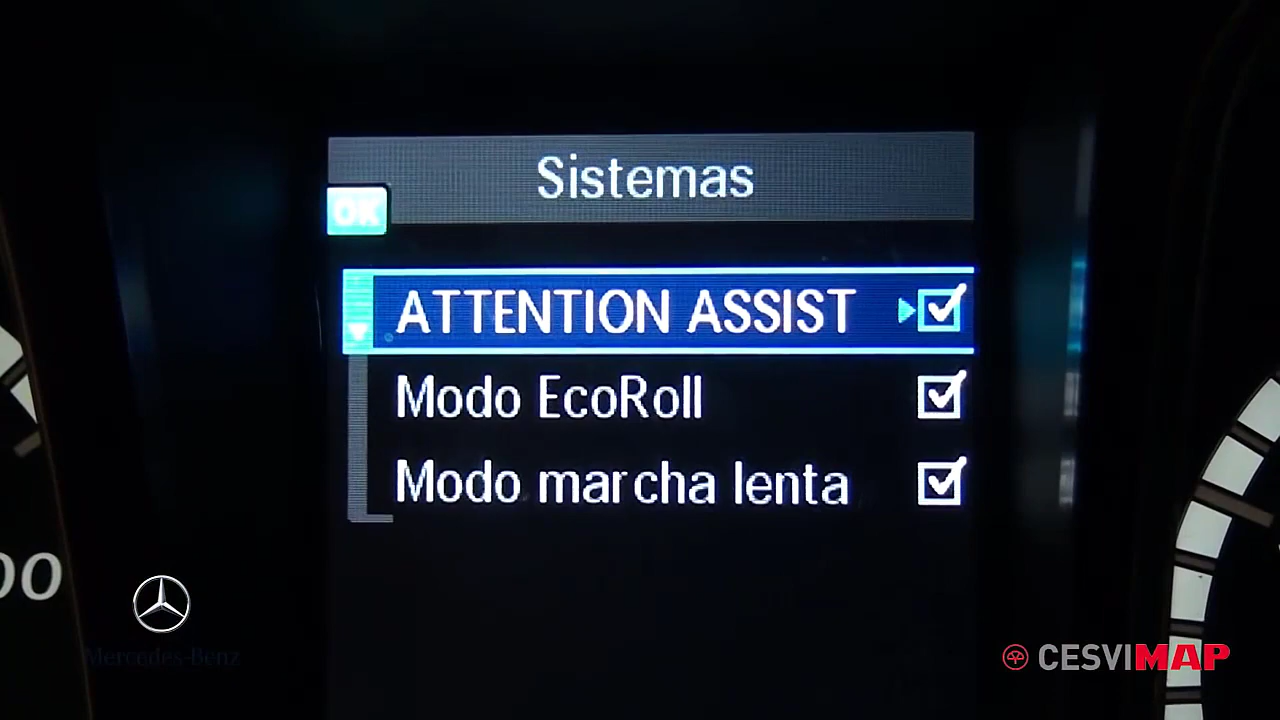 Sistemas
OK
ATTENTION ASSIST
Modo EcoRoll
Modo marcha lenta
00
Mercedes-Benz
CESVIMAP